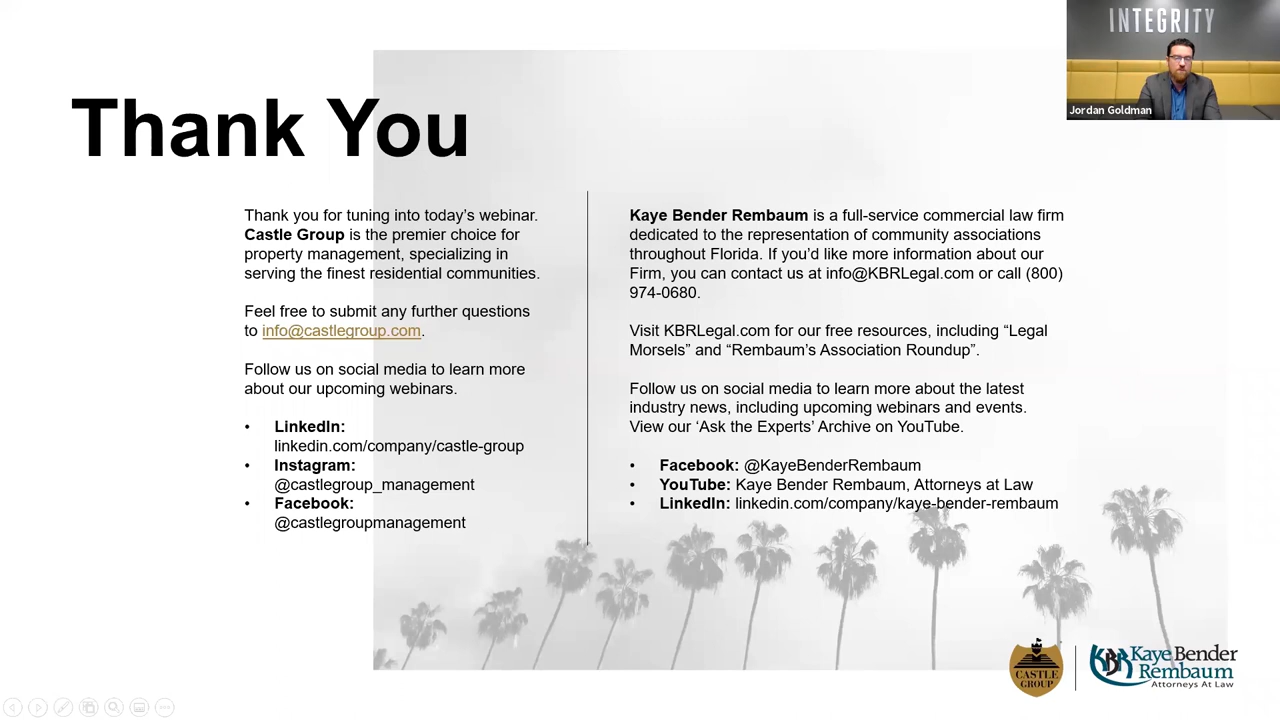 INTEGRITY
Jordan Goldman
Thank You
Thank you for tuning into today’s webinar.
Castle Group is the premier choice for
property management, specializing in
serving the finest residential communities.
Feel free to submit any further questions
to info@castlegroup.com.
Follow us on social media to learn more
about our upcoming webinars.
• LinkedIn:
linkedin.com/company/castle-group
• Instagram:
@castlegroup_management
• Facebook:
@castlegroupmanagement
Kaye Bender Rembaum is a full-service commercial law firm
dedicated to the representation of community associations
throughout Florida. If you’d like more information about our
Firm, you can contact us at info@KBRLegal.com or call (800)
974-0680.
Visit KBRLegal.com for our free resources, including “Legal
Morsels” and “Rembaum’s Association Roundup”.
Follow us on social media to learn more about the latest
industry news, including upcoming webinars and events.
View our ‘Ask the Experts’ Archive on YouTube.
• Facebook: @KayeBenderRembaum
• YouTube: Kaye Bender Rembaum, Attorneys at Law
• LinkedIn: linkedin.com/company/kaye-bender-rembaum
CASTLE
GROUP
KBR
Kaye Bender
Rembaum
Attorneys At Law